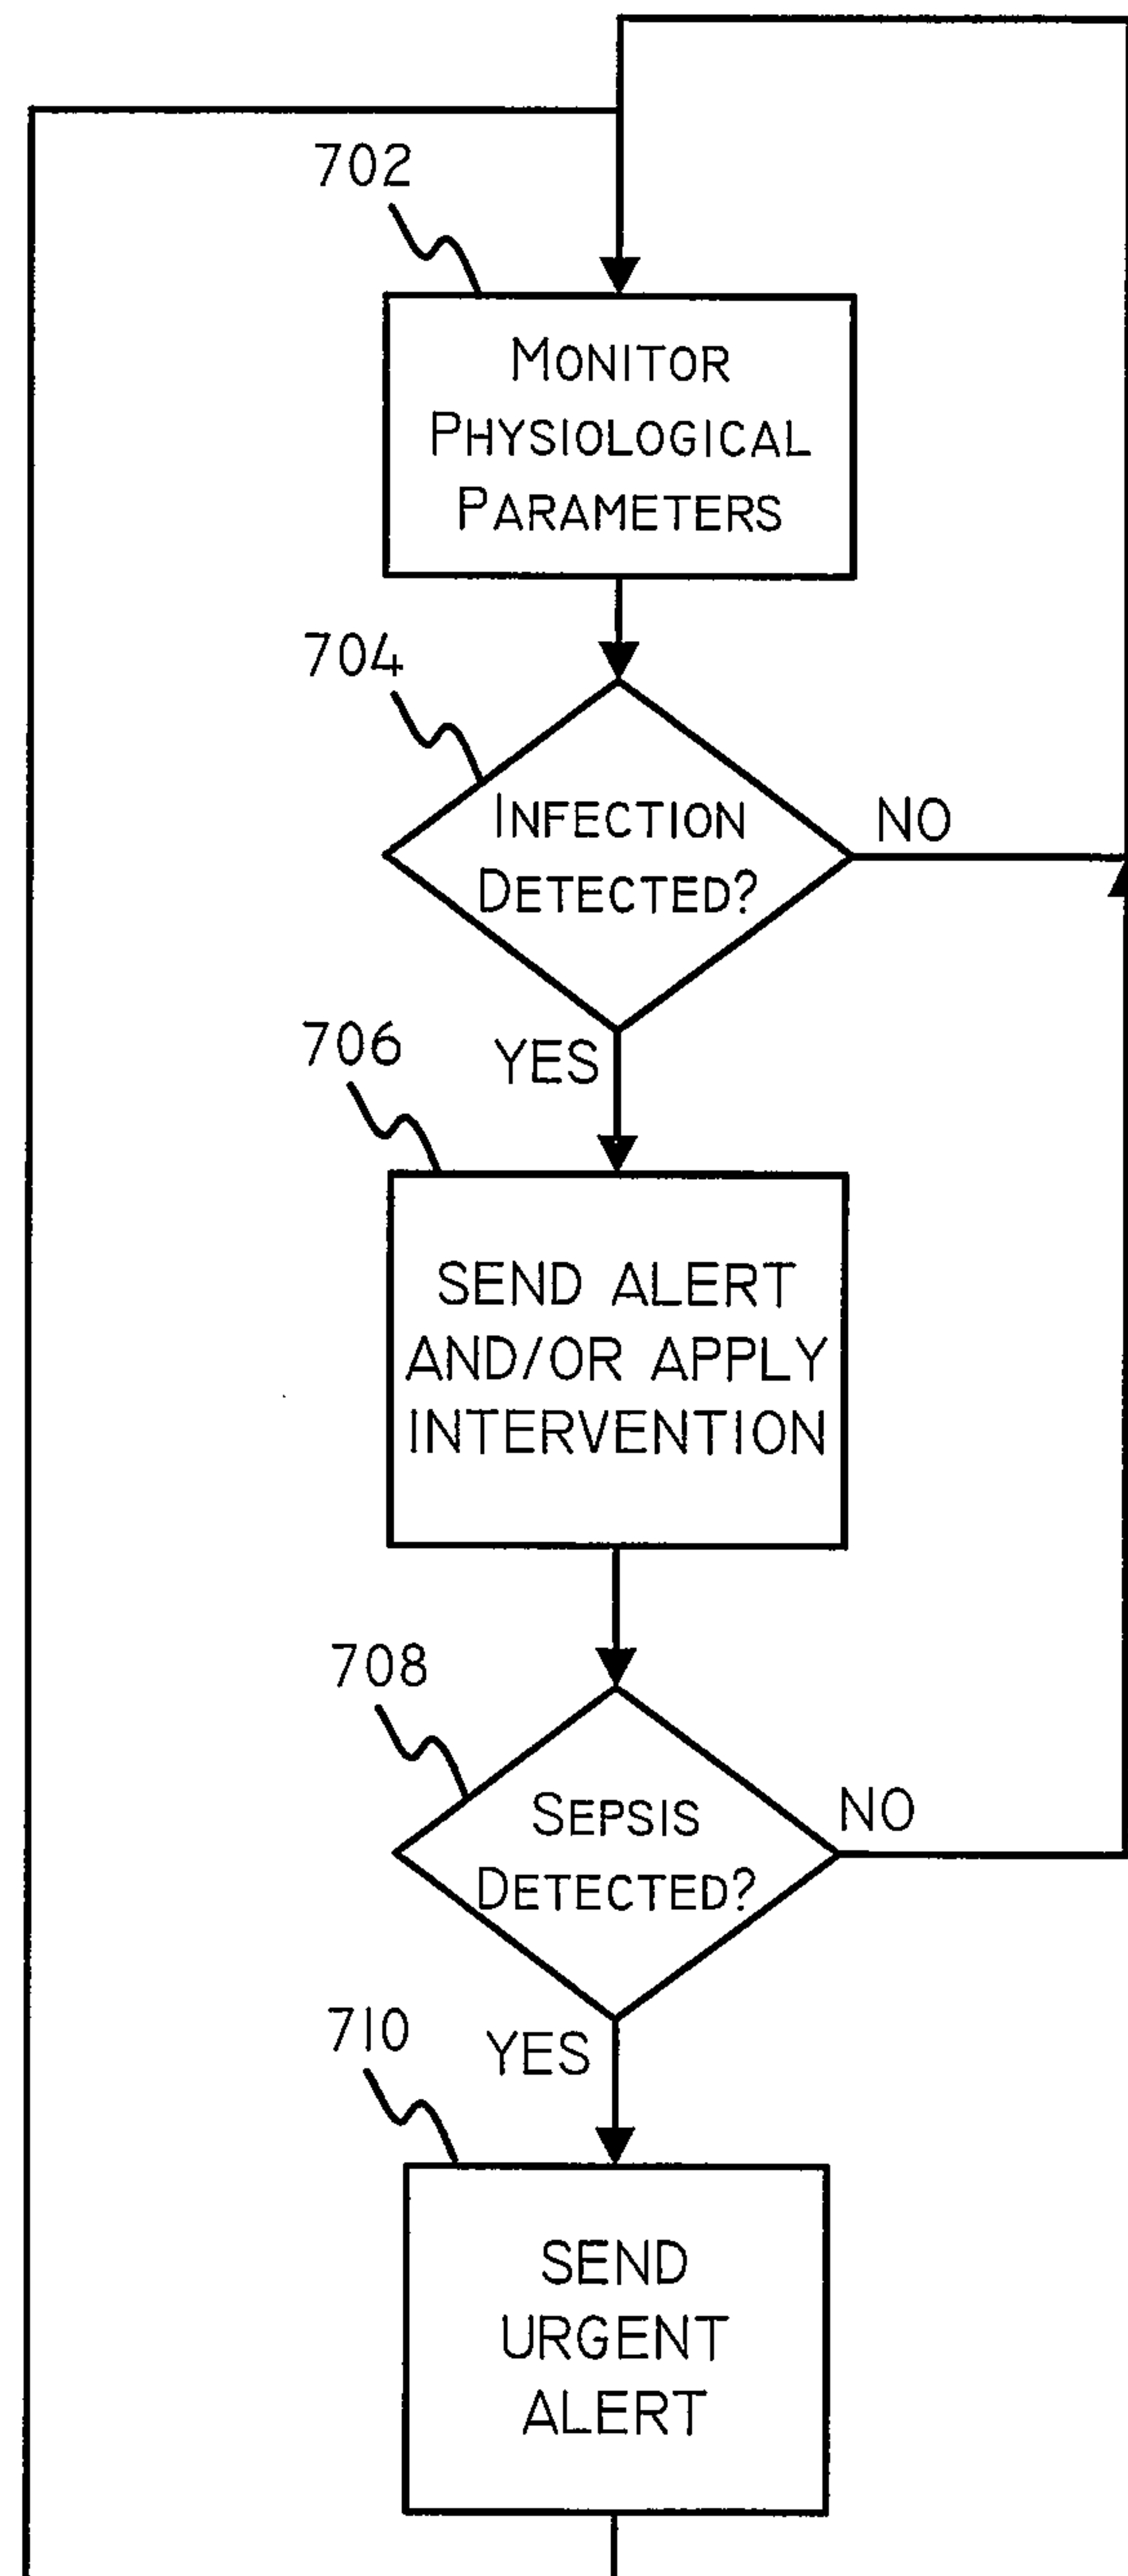 702
MONITOR
PHYSIOLOGICAL
PARAMETERS
704
INFECTION
DETECTED?
NO
706
YES
SEND ALERT
AND/OR APPLY
INTERVENTION
708
SEPSIS
DETECTED?
NO
710
YES
SEND
URGENT
ALERT